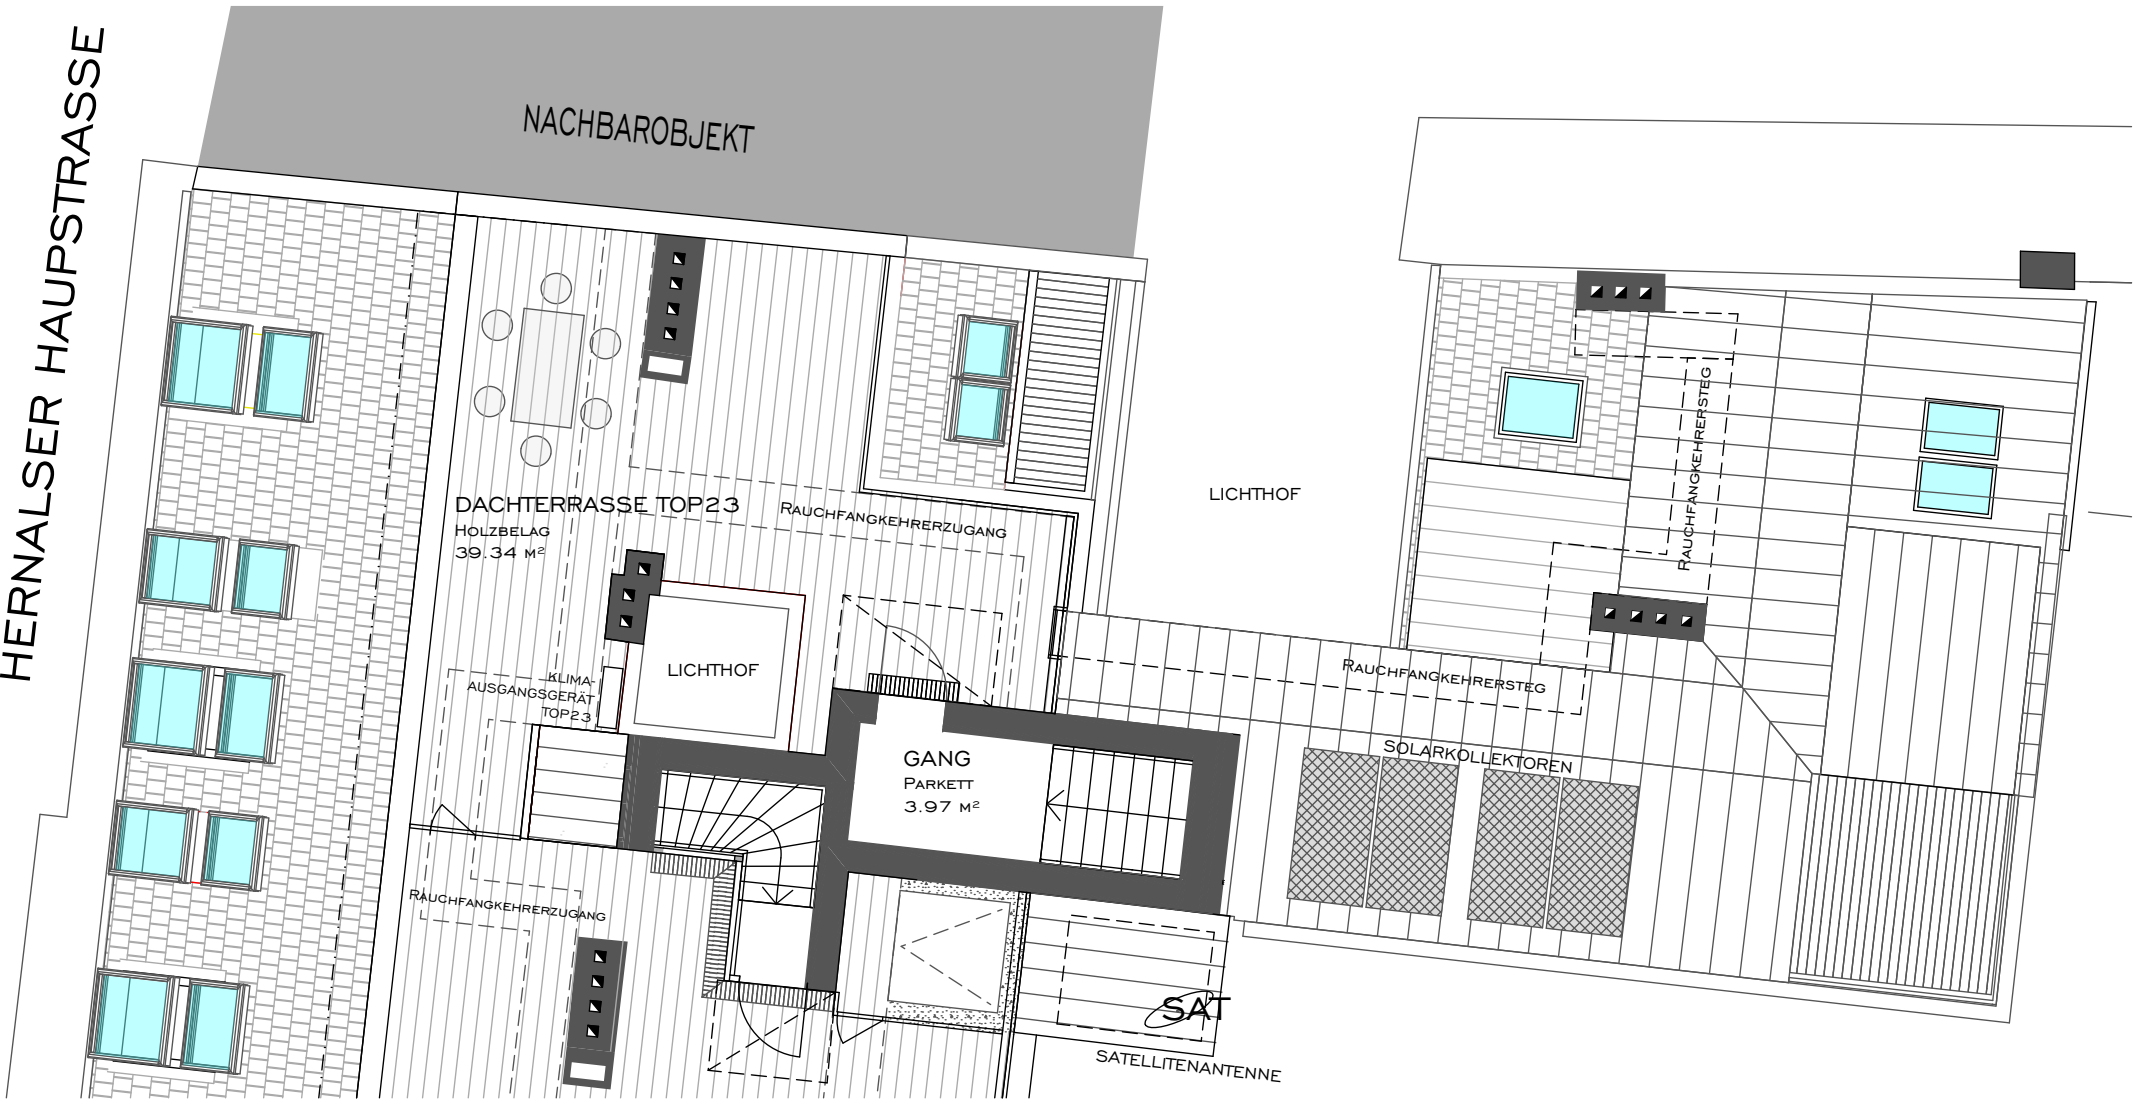 HERNALSER HAUPSTRASSE
NACHBAROBJEKT
DACHTERRASSE TOP23
HOLZBELAG
39.34 M²
RAUCHFANGKEHRERZUGANG
LICHTHOF
RAUCHFANGKEHRERSTEG
LICHTHOF
KLIMA-
AUSGANGSGERÄT
TOP23
RAUCHFANGKEHRERSTEG
GANG
PARKETT
3.97 M²
SOLARKOLLEKTOREN
RAUCHFANGKEHRERZUGANG
SAT
SATELLITENANTENNE